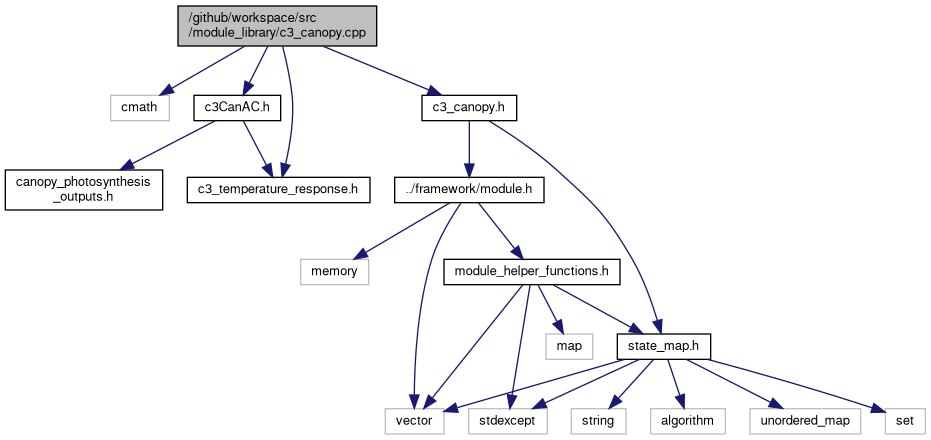 /github/workspace/src
/module_library/c3_canopy.cpp
cmath
c3CanAC.h
c3_canopy.h
canopy_photosynthesis
_outputs.h
c3_temperature_response.h
../framework/module.h
memory
module_helper_functions.h
map
state_map.h
vector
stdexcept
string
algorithm
unordered_map
set